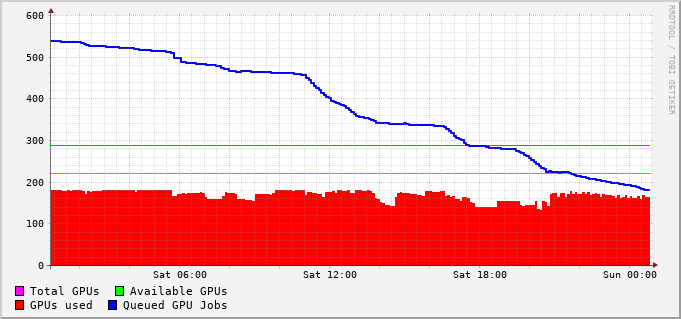 600
500
400
300
200
100
0
Sat 06:00 Sat 12:00 Sat 18:00 Sun 00:00
Total GPUs Available GPUs
GPUs used Queued GPU Jobs
RRDTOOL / TOBI OETIKER